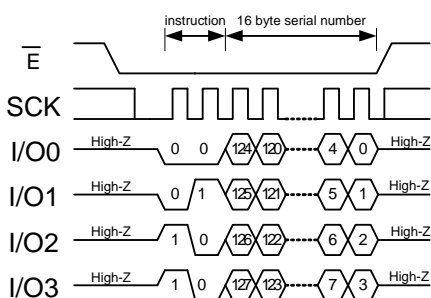 instruction 16 byte serial number
E
SCK
I/O0 High-Z 0 0 124 120 4 0 High-Z
I/O1 High-Z 0 1 125 121 5 1 High-Z
I/O2 High-Z 1 0 126 122 6 2 High-Z
I/O3 High-Z 1 0 127 123 7 3 High-Z